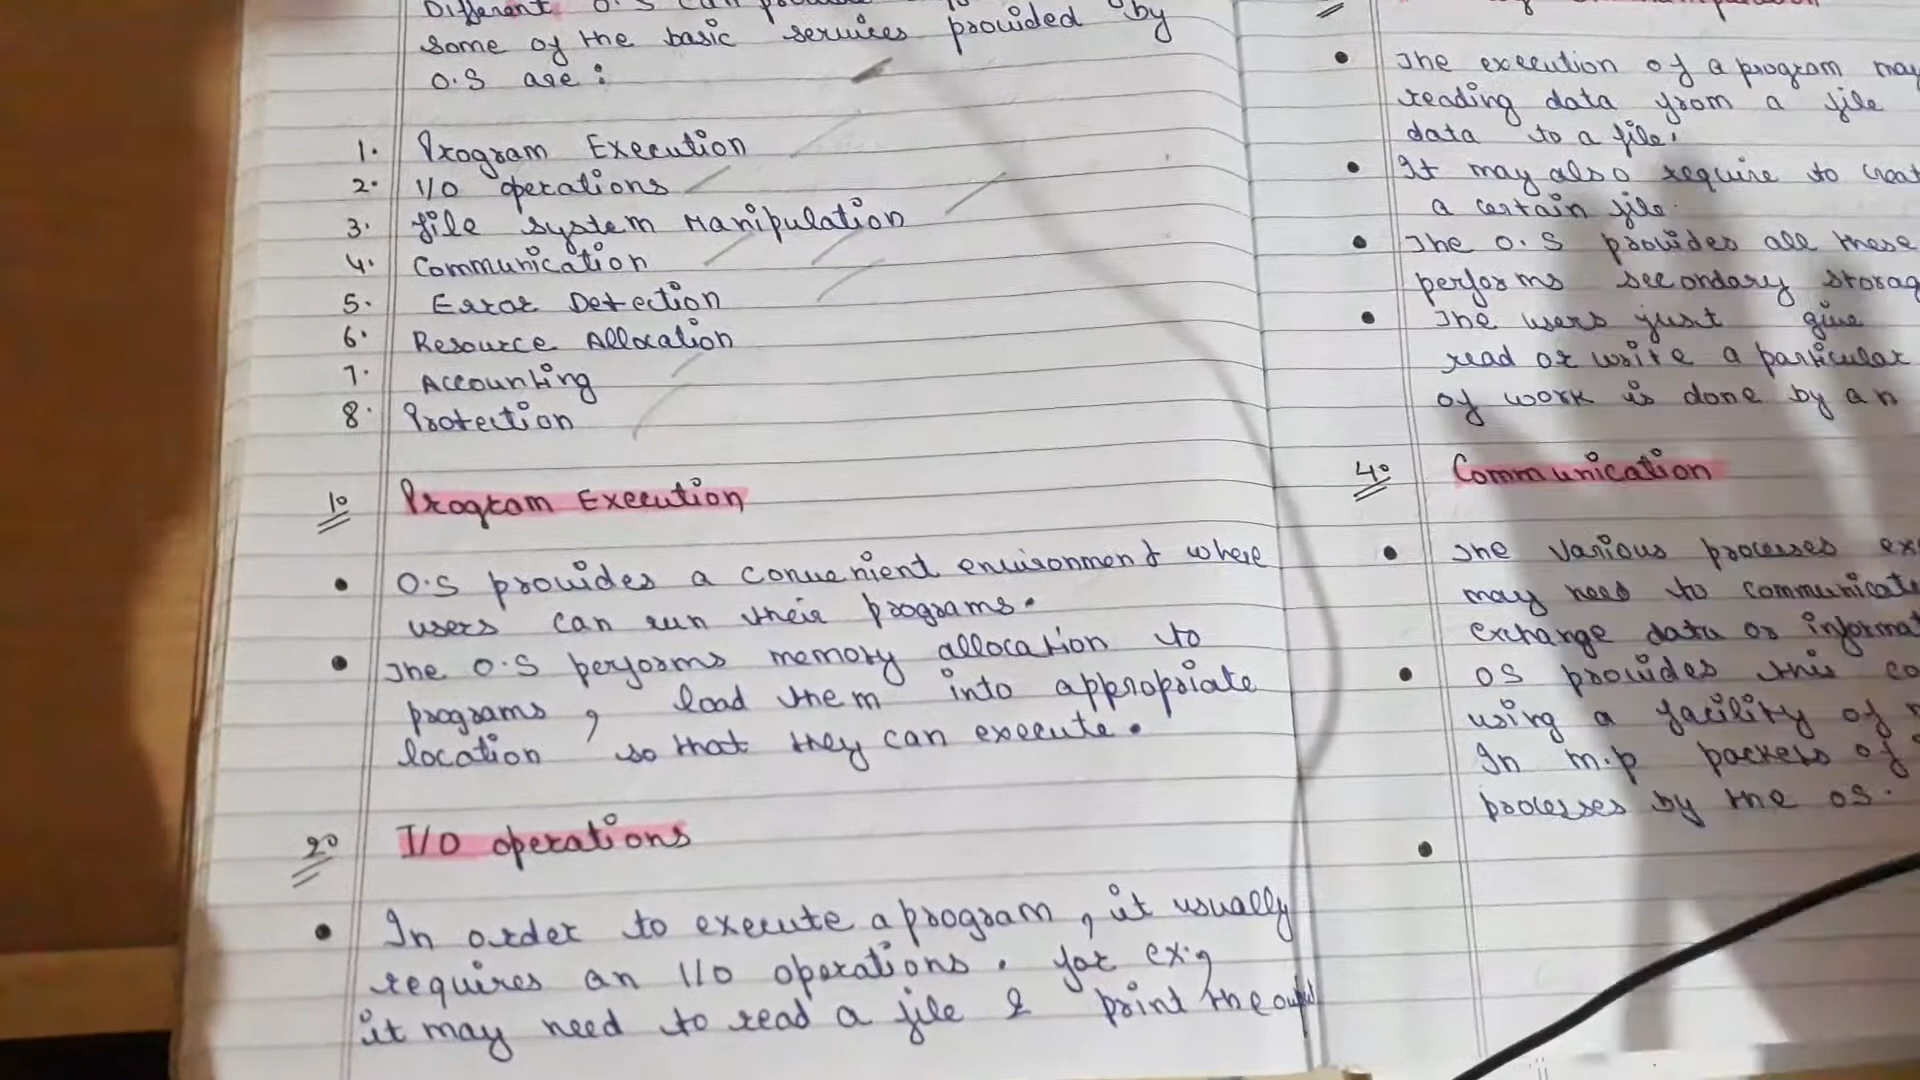 Different O.S can
some of the basic services provided by
O.S are :
1. Program Execution
2. I/O operations
3. file system Manipulation
4. Communication
5. Error Detection
6. Resource Allocation
7. Accounting
8. Protection
1. Program Execution
• O.S provides a convenient environment where
users can run their programs.
• The O.S performs memory allocation to
programs , load them into appropriate
location so that they can execute.
2. I/O operations
• In order to execute a program , it usually
requires an I/O operations . for ex,
it may need to read a file & print the
• The execution of a program may
reading data from a file
data to a file.
• It may also require to
a certain file.
• The O.S provides all these
performs secondary
• The users just give
read or write a particular
of work is done by an
4. Communication
• The various processes
may need to communicate
exchange data or
• OS provides this
using a facility of
In m.p packets of
processes by the OS.
•